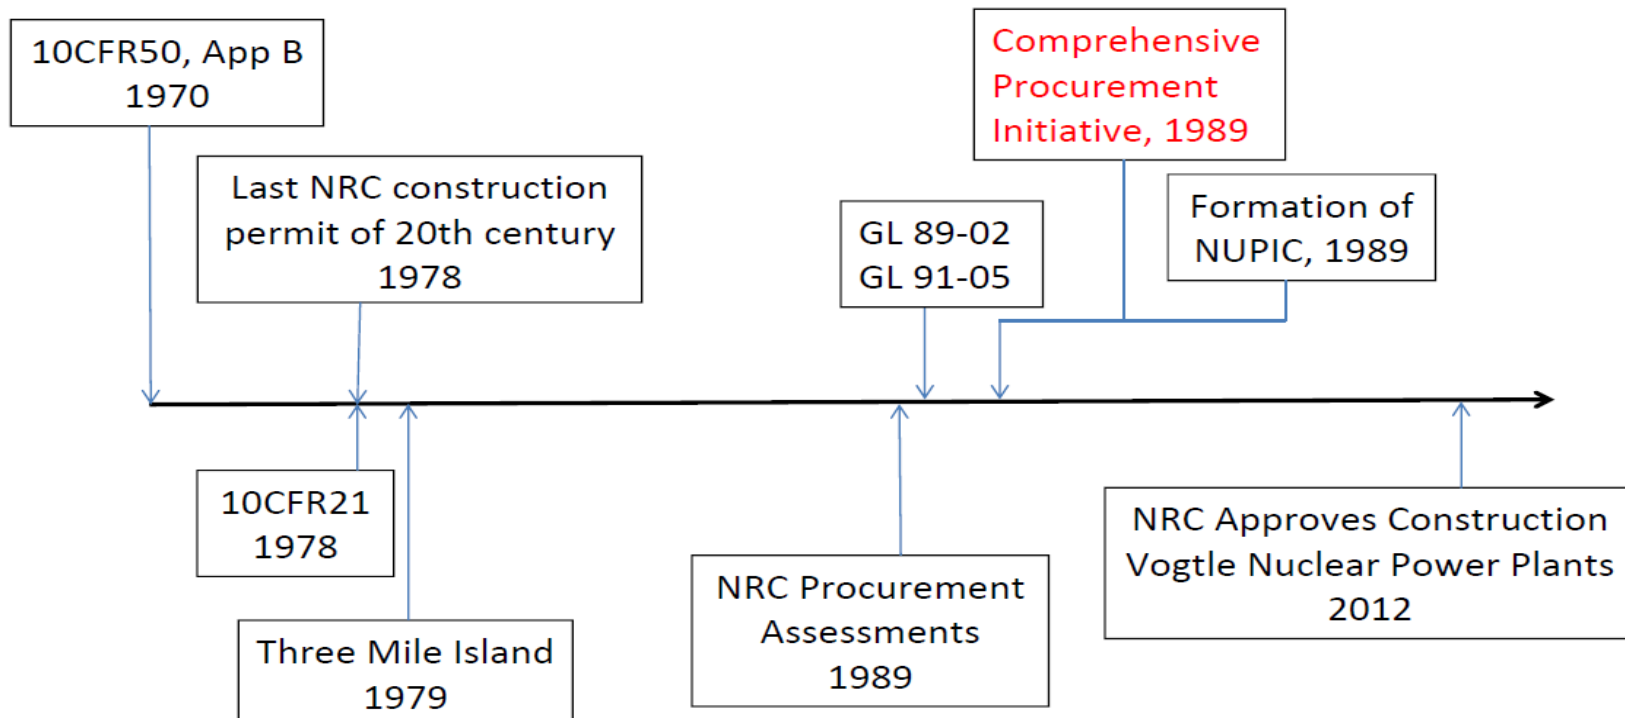 10CFR50, App B
1970
Last NRC construction
permit of 20th century
1978
GL 89-02
GL 91-05
Comprehensive
Procurement
Initiative, 1989
Formation of
NUPIC, 1989
10CFR21
1978
Three Mile Island
1979
NRC Procurement
Assessments
1989
NRC Approves Construction
Vogtle Nuclear Power Plants
2012